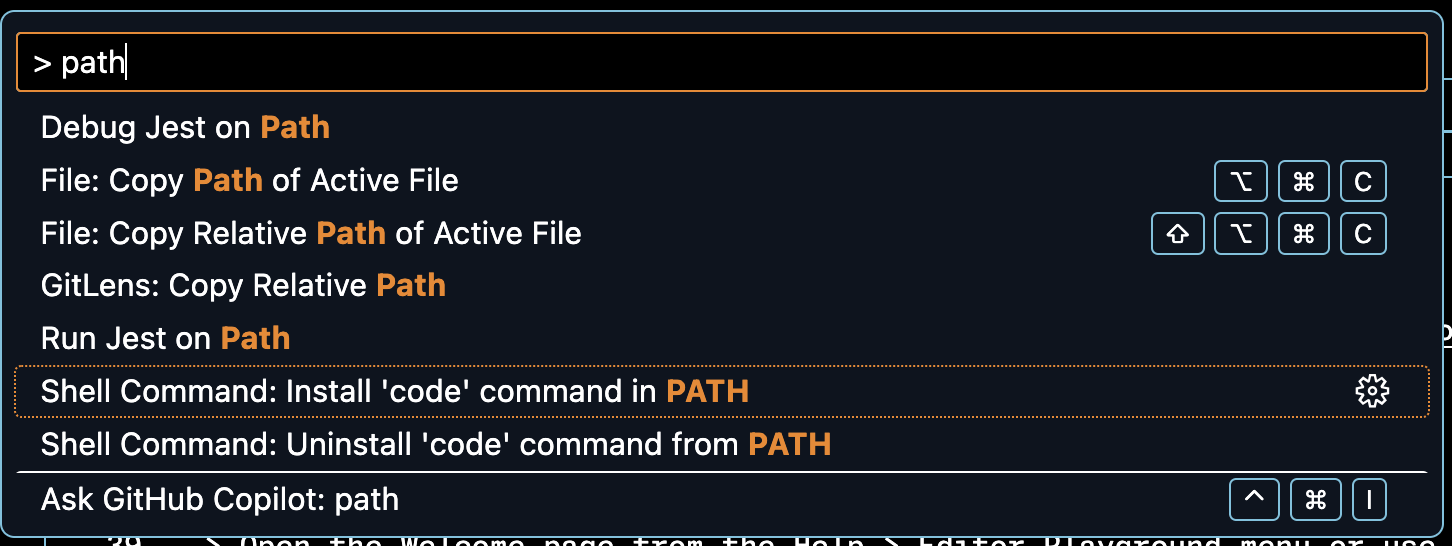 > path
Debug Jest on Path
File: Copy Path of Active File ⌥ ⌘ C
File: Copy Relative Path of Active File ⇧ ⌥ ⌘ C
GitLens: Copy Relative Path
Run Jest on Path
Shell Command: Install 'code' command in PATH
Shell Command: Uninstall 'code' command from PATH
Ask GitHub Copilot: path ^ ⌘ I
39 > Open the Welcome page from the Help > Editor Playground menu or use